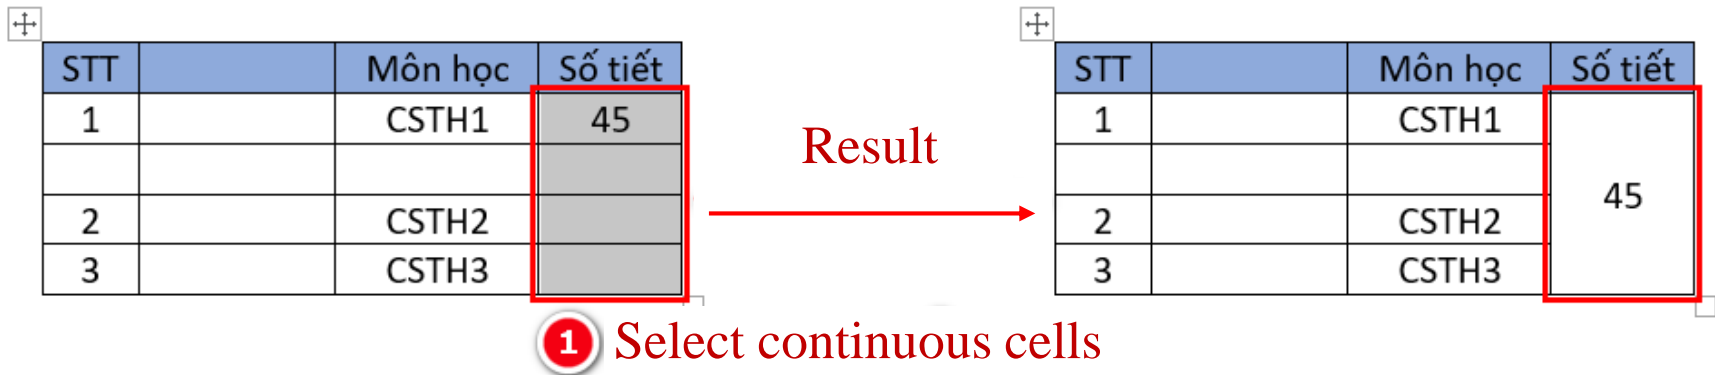 STT Môn học Số tiết
1 CSTH1 45
2 CSTH2
3 CSTH3
Result
STT Môn học Số tiết
1 CSTH1
45
2 CSTH2
3 CSTH3
1 Select continuous cells